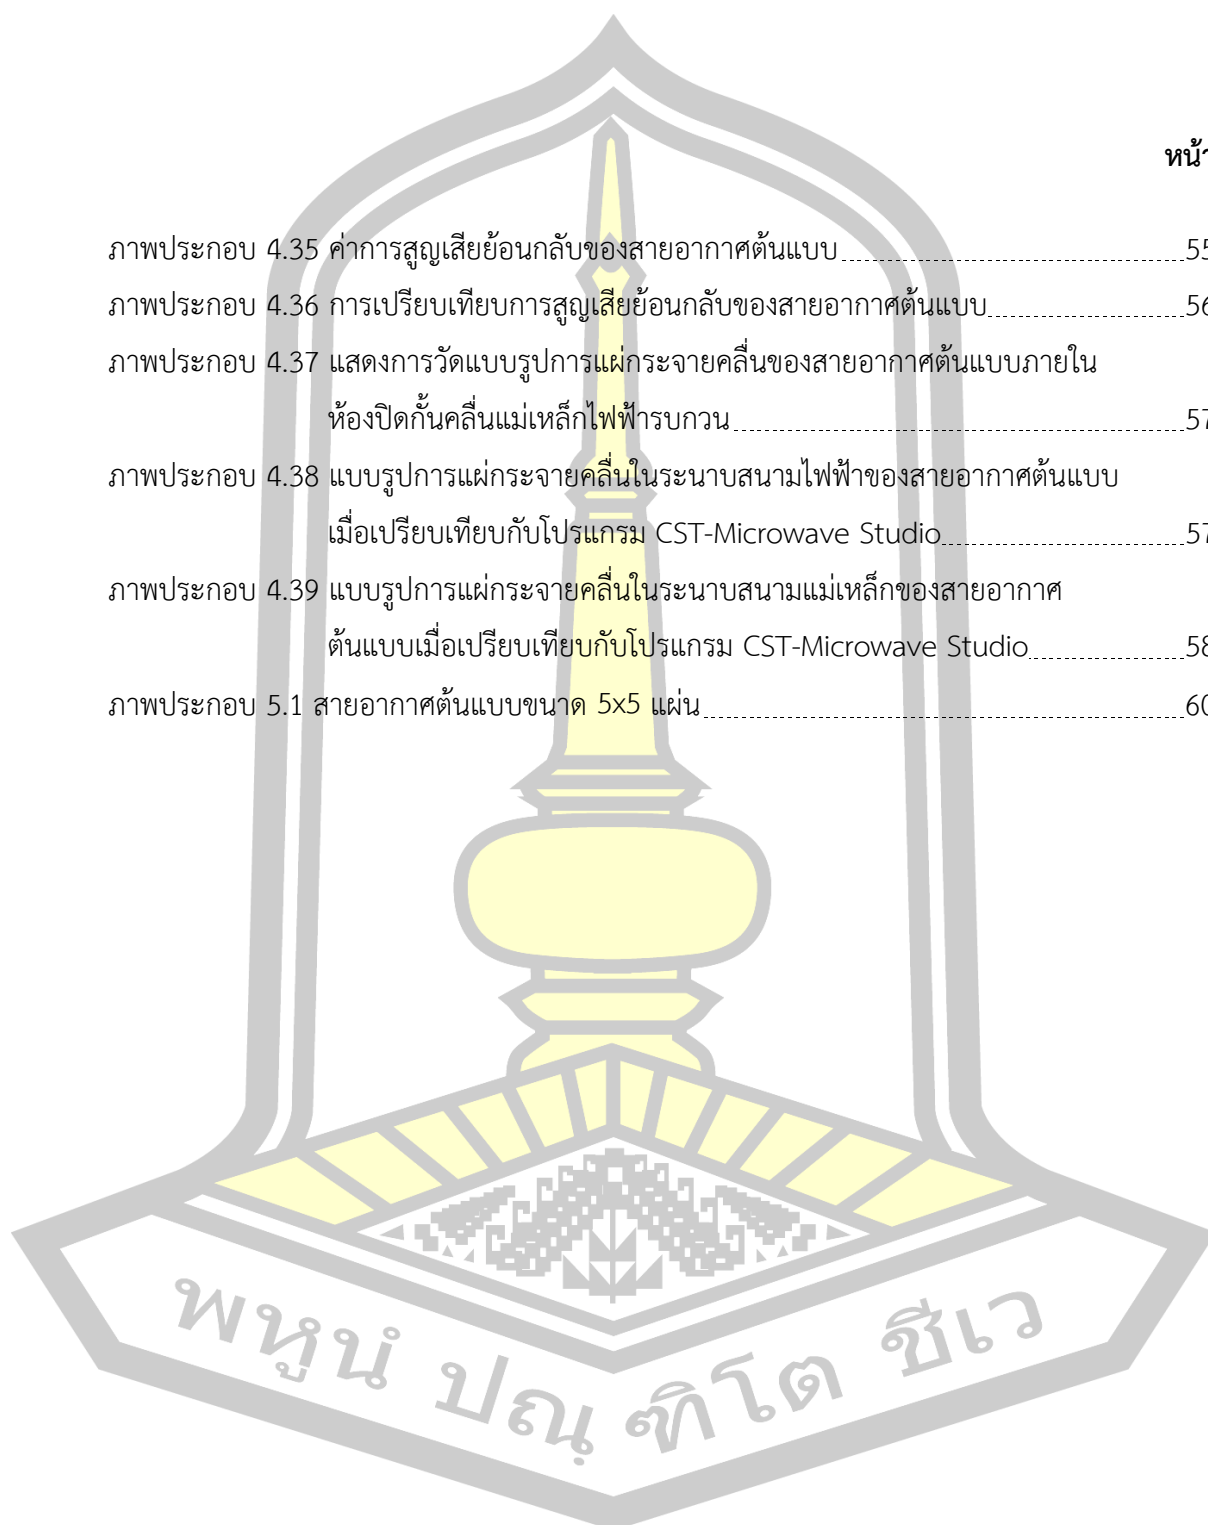 หน้า
ภาพประกอบ 4.35 ค่าการสูญเสียย้อนกลับของสายอากาศต้นแบบ 55
ภาพประกอบ 4.36 การเปรียบเทียบการสูญเสียย้อนกลับของสายอากาศต้นแบบ 56
ภาพประกอบ 4.37 แสดงการวัดแบบรูปการแผ่กระจายคลื่นของสายอากาศต้นแบบภายใน
ห้องปิดกั้นคลื่นแม่เหล็กไฟฟ้ารบกวน 57
ภาพประกอบ 4.38 แบบรูปการแผ่กระจายคลื่นในระนาบสนามไฟฟ้าของสายอากาศต้นแบบ
เมื่อเปรียบเทียบกับโปรแกรม CST-Microwave Studio 57
ภาพประกอบ 4.39 แบบรูปการแผ่กระจายคลื่นในระนาบสนามแม่เหล็กของสายอากาศ
ต้นแบบเมื่อเปรียบเทียบกับโปรแกรม CST-Microwave Studio 58
ภาพประกอบ 5.1 สายอากาศต้นแบบขนาด 5x5 แผ่น 60
พหูนํ ปณฺฑิโต ชีเว